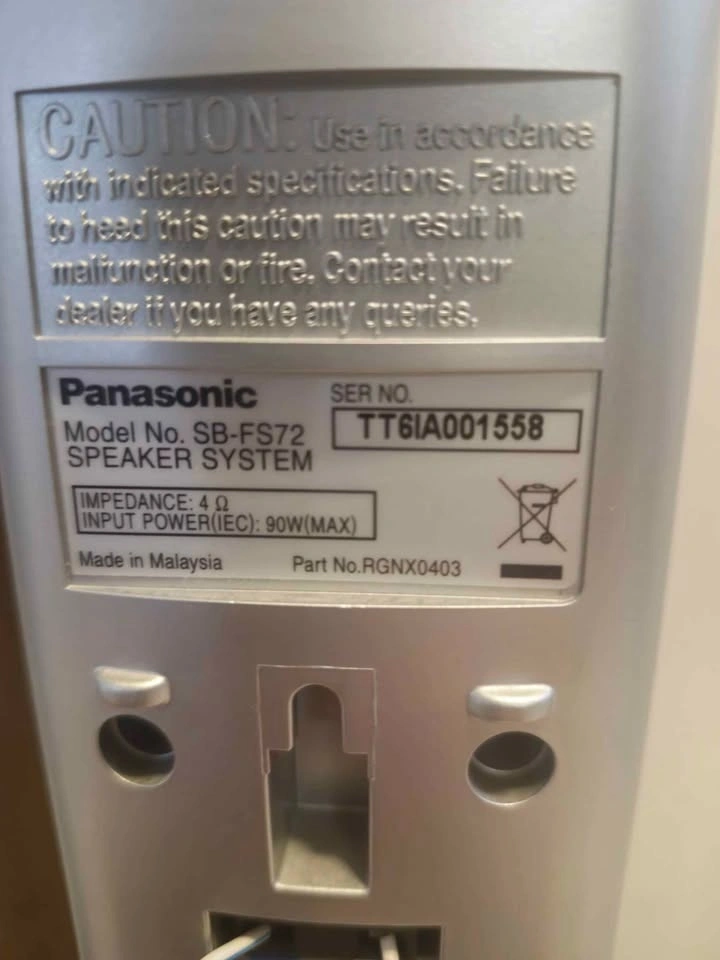 CAUTION: Use in accordance
with indicated specifications. Failure
to heed this caution may result in
malfunction or fire. Contact your
dealer if you have any queries.
Panasonic
SER NO.
Model No. SB-FS72
TT6IA001558
SPEAKER SYSTEM
IMPEDANCE: 4 Ω
INPUT POWER(IEC): 90W(MAX)
Made in Malaysia
Part No.RGNX0403